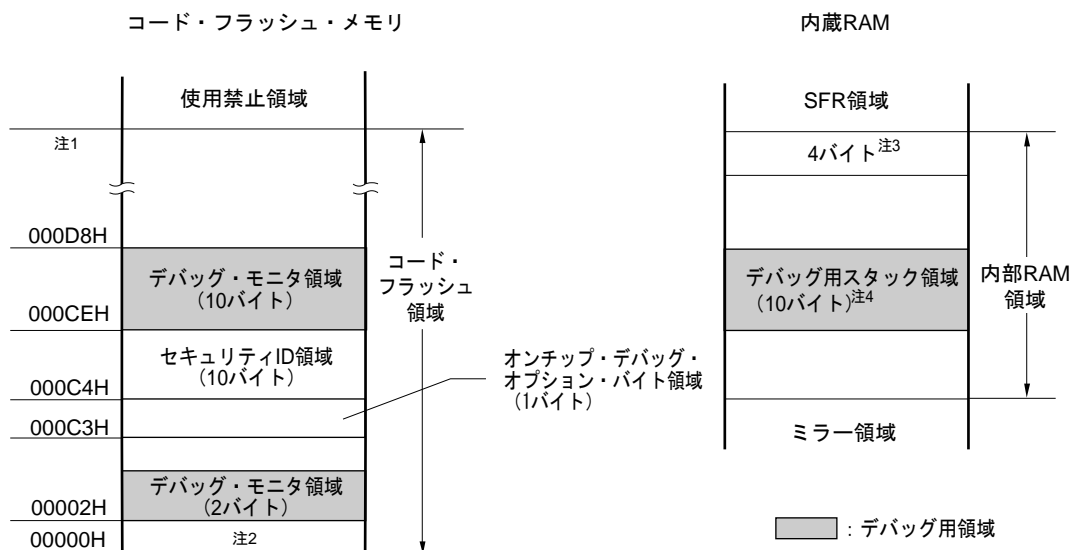 コード・フラッシュ・メモリ
使用禁止領域
注1
000D8H
デバッグ・モニタ領域
(10バイト)
000CEH
セキュリティID領域
(10バイト)
000C4H
000C3H
デバッグ・モニタ領域
(2バイト)
00002H
00000H
注2
コード・
フラッシュ
領域
オンチップ・デバッグ・
オプション・バイト領域
(1バイト)
内蔵RAM
SFR領域
4バイト注3
デバッグ用スタック領域
(10バイト)注4
内部RAM
領域
ミラー領域
: デバッグ用領域